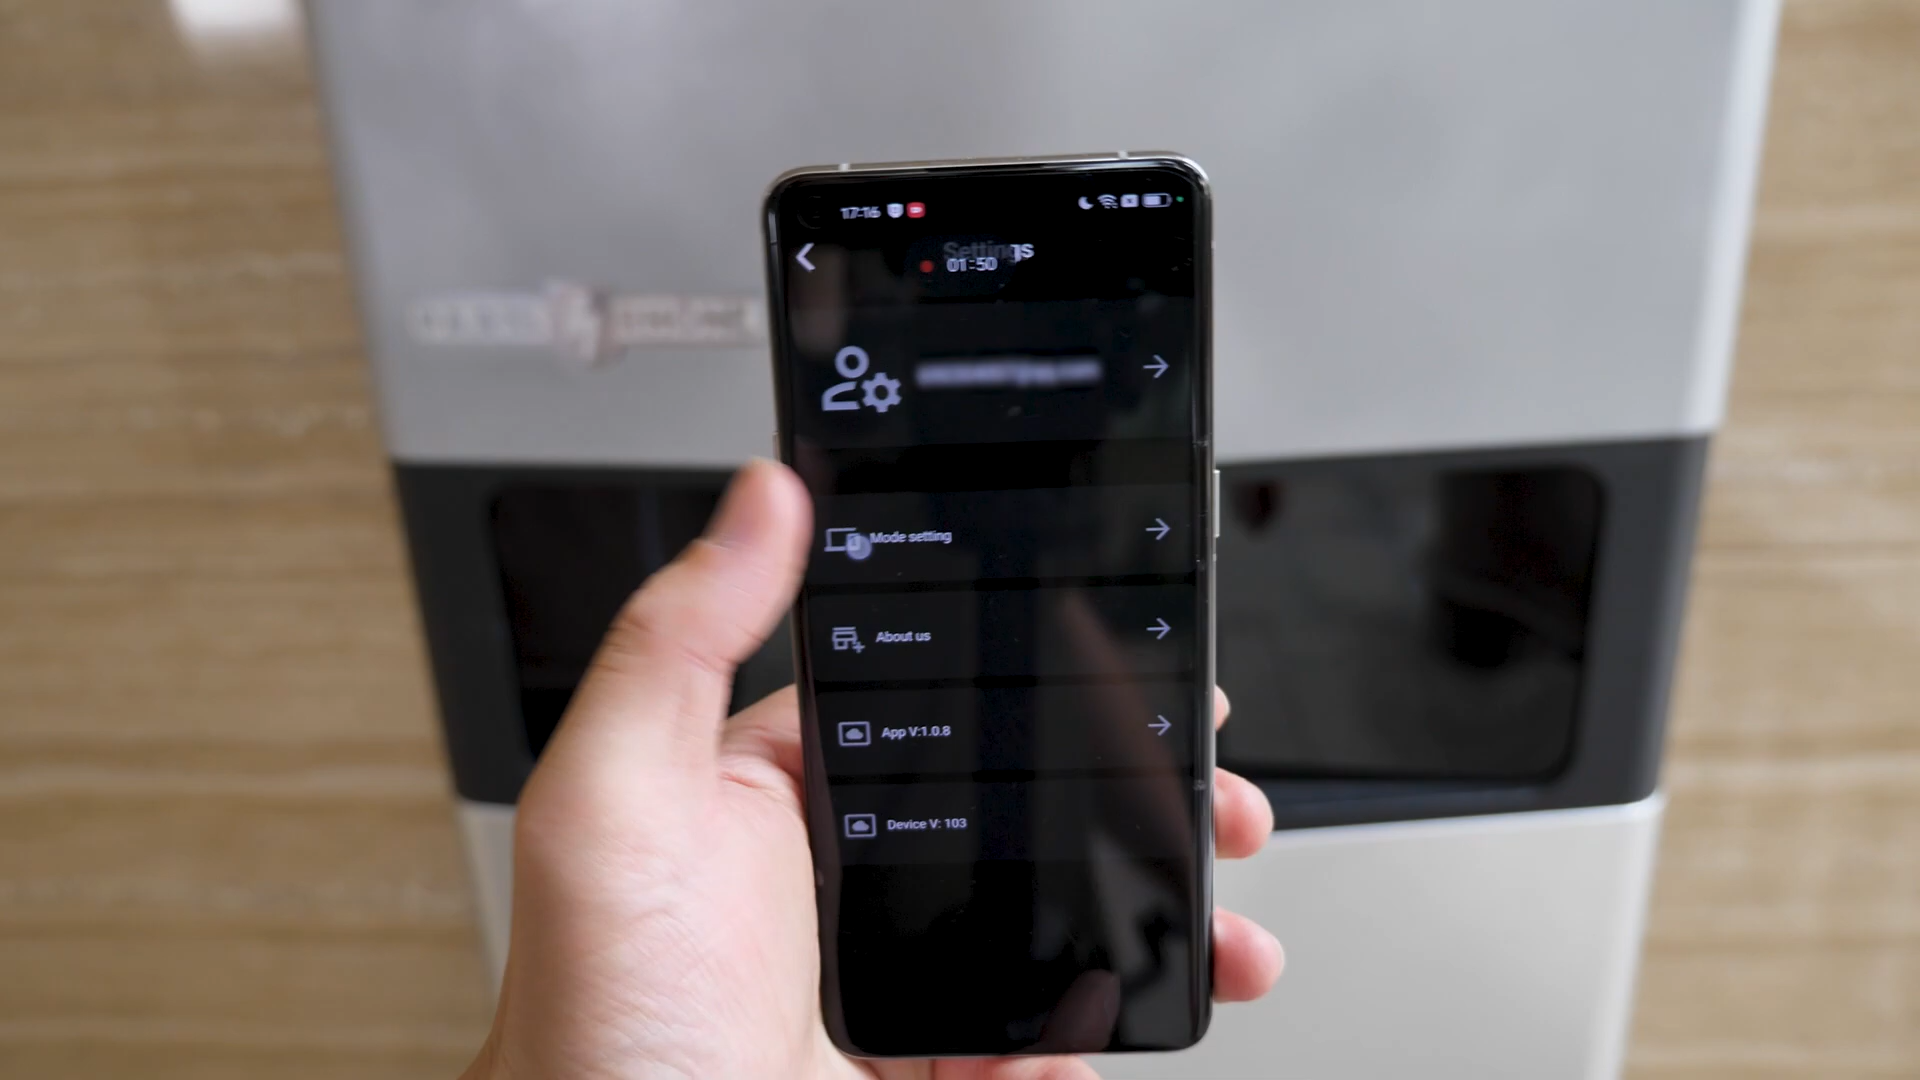 17:16
Settings
01:50
Mode setting
About us
App V:1.0.8
Device V: 103